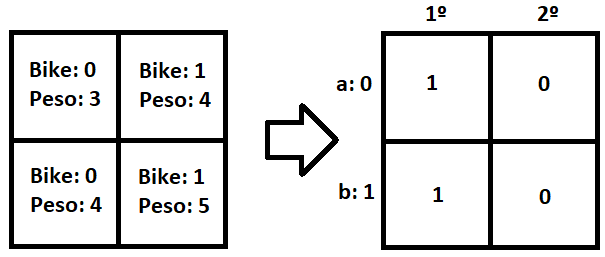 1º 2º
Bike: 0 Bike: 1
Peso: 3 Peso: 4
a: 0 1 0
Bike: 0 Bike: 1
Peso: 4 Peso: 5
b: 1 1 0